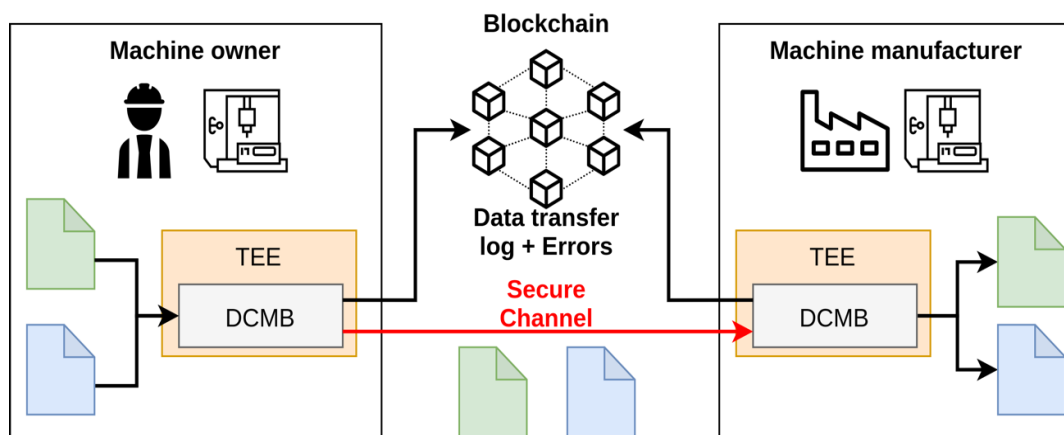 Machine owner
Blockchain
Machine manufacturer
Data transfer
log + Errors
TEE
DCMB
Secure
Channel
TEE
DCMB